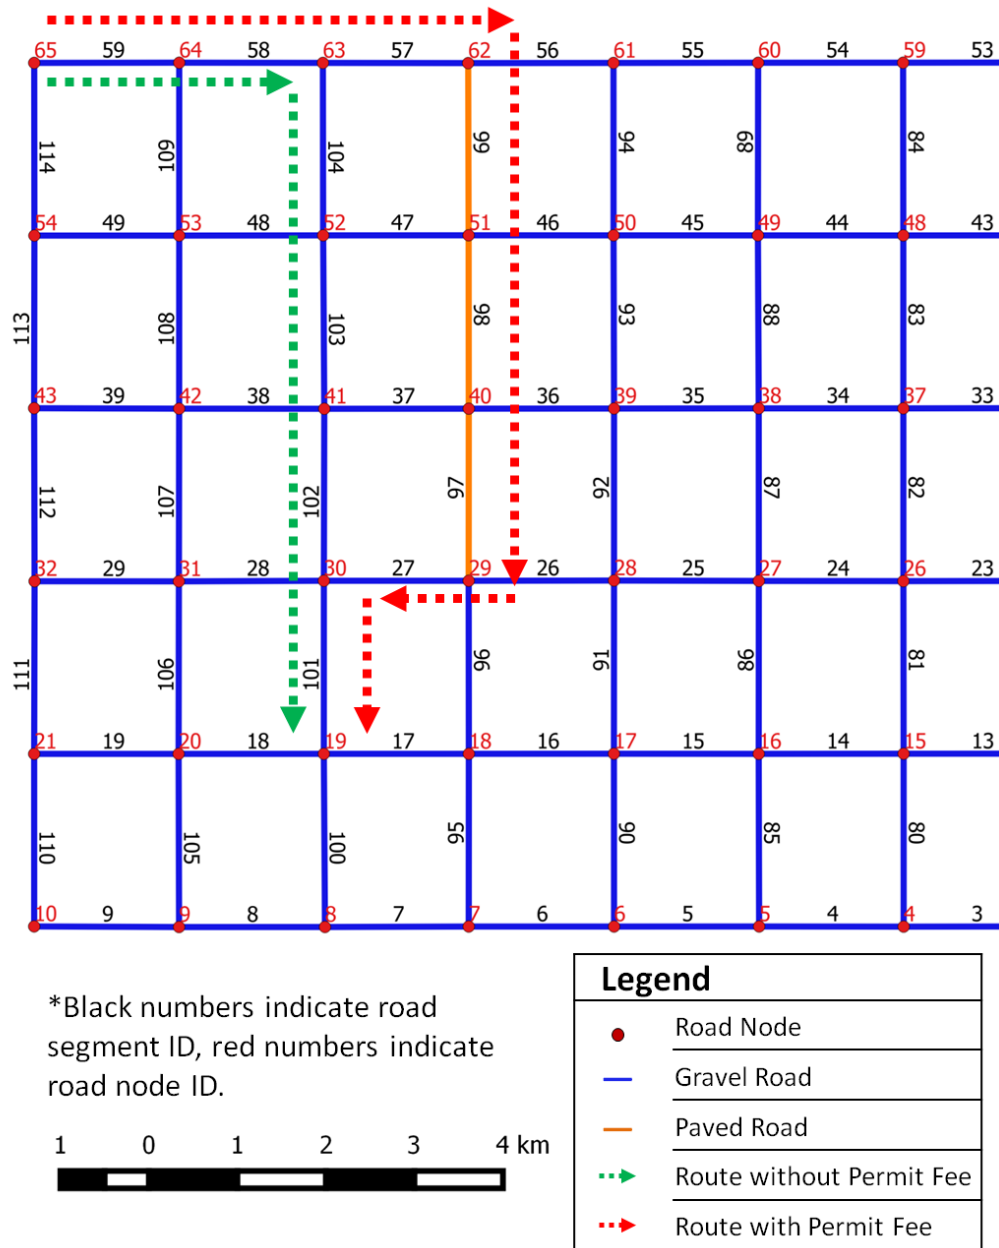 65 59 64 58 63 57 62 56 61 55 60 54 59 53
114 109 104 99 94 89 84
54 49 53 48 52 47 51 46 50 45 49 44 48 43
113 108 103 98 93 88 83
43 39 42 38 41 37 40 36 39 35 38 34 37 33
112 107 102 97 92 87 82
32 29 31 28 30 27 29 26 28 25 27 24 26 23
111 106 101 96 91 86 81
21 19 20 18 19 17 18 16 17 15 16 14 15 13
110 105 100 95 90 85 80
10 9 9 8 8 7 7 6 6 5 5 4 4 3
*Black numbers indicate road
segment ID, red numbers indicate
road node ID.
1 0 1 2 3 4 km
Legend
Road Node
Gravel Road
Paved Road
Route without Permit Fee
Route with Permit Fee